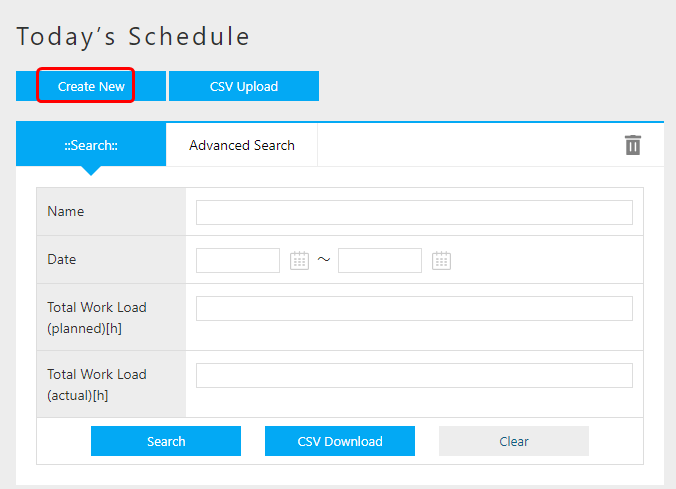 Today’s Schedule
Create New
CSV Upload
::Search::
Advanced Search
Name
Date
～
Total Work Load
(planned)[h]
Total Work Load
(actual)[h]
Search
CSV Download
Clear